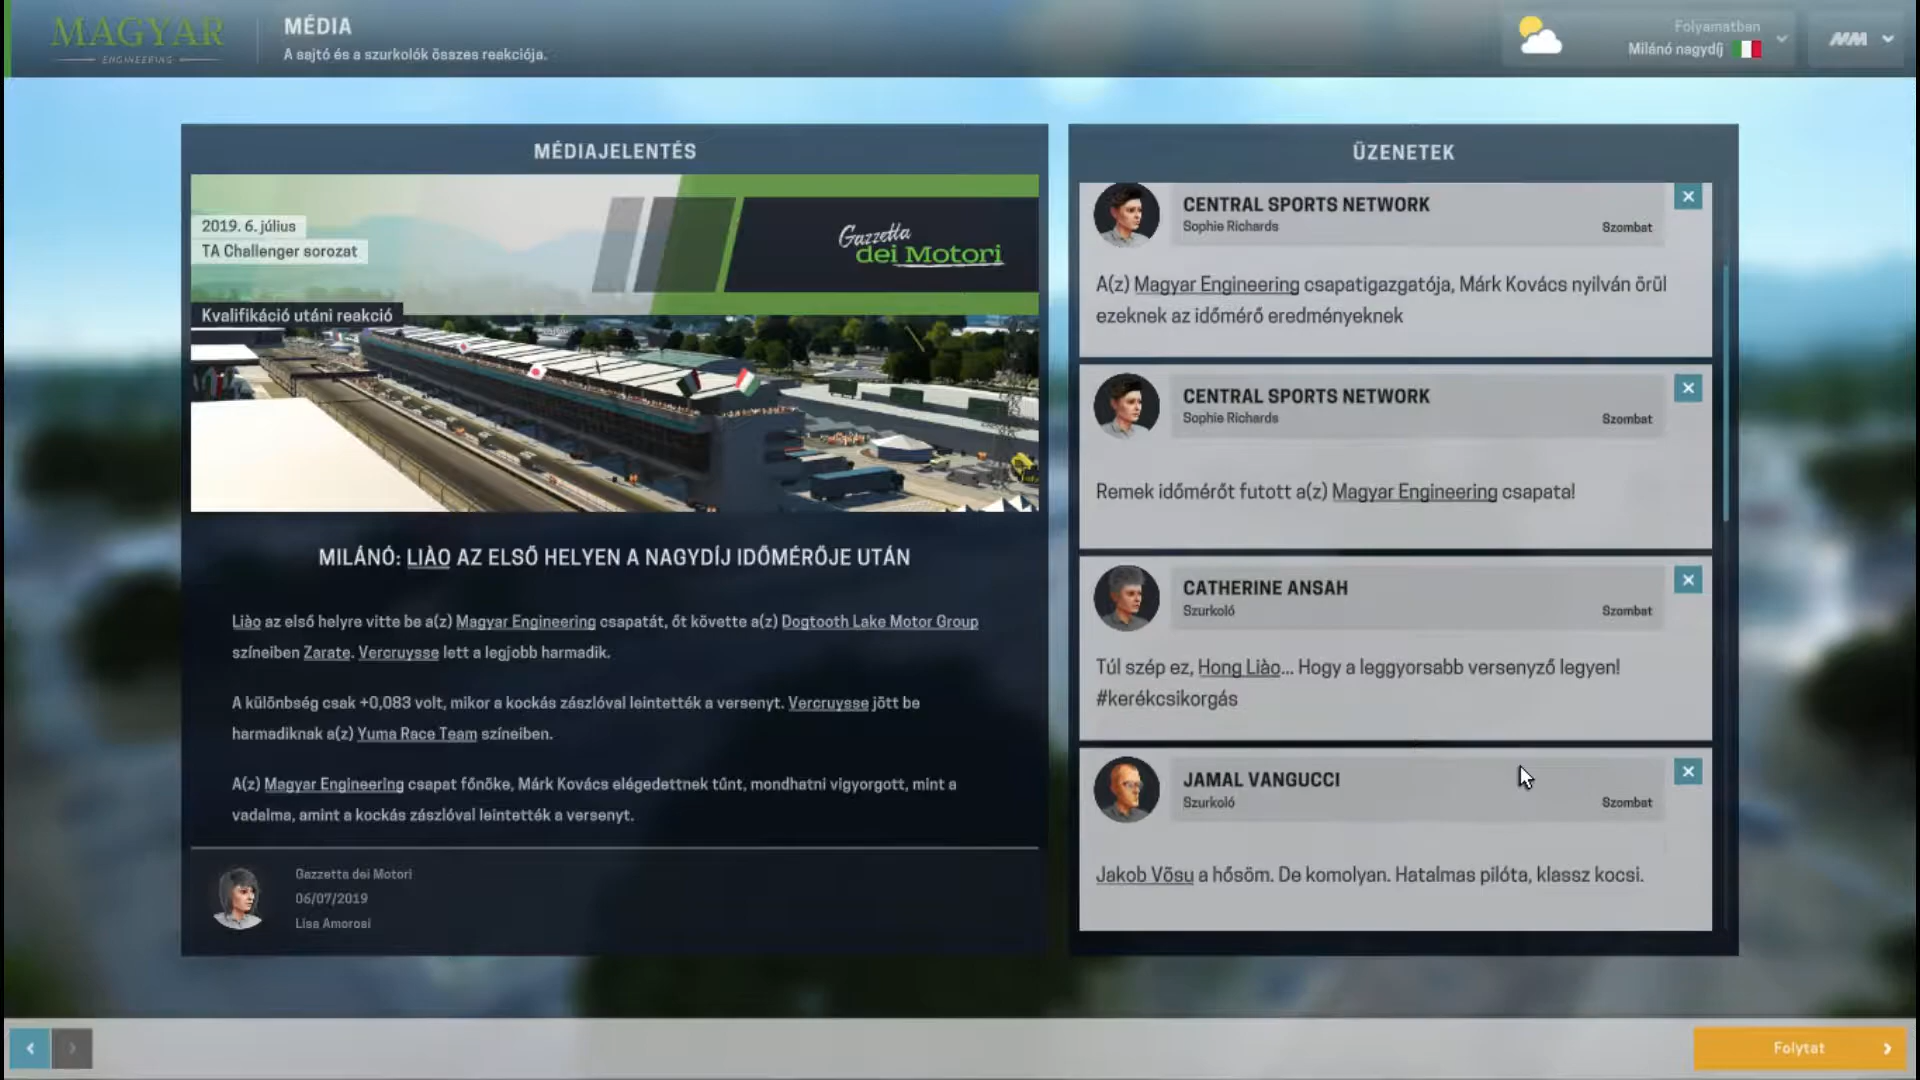 MAGYAR
ENGINEERING
MÉDIA
A sajtó és a szurkolók összes reakciója.
Folyamatban
Milánó nagydíj
MÉDIAJELENTÉS
2019. 6. július
TA Challenger sorozat
Gazzetta
dei Motori
Kvalifikáció utáni reakció
MILÁNÓ: LIÀO AZ ELSŐ HELYEN A NAGYDÍJ IDŐMÉRŐJE UTÁN
Liào az első helyre vitte be a(z) Magyar Engineering csapatát, őt követte a(z) Dogtooth Lake Motor Group
színeiben Zarate. Vercruysse lett a legjobb harmadik.
A különbség csak +0,083 volt, mikor a kockás zászlóval leintették a versenyt. Vercruysse jött be
harmadiknak a(z) Yuma Race Team színeiben.
A(z) Magyar Engineering csapat főnöke, Márk Kovács elégedettnek tűnt, mondhatni vigyorgott, mint a
vadalma, amint a kockás zászlóval leintették a versenyt.
Gazzetta dei Motori
06/07/2019
Lisa Amorosi
ÜZENETEK
CENTRAL SPORTS NETWORK
Sophie Richards
Szombat
A(z) Magyar Engineering csapatigazgatója, Márk Kovács nyilván örül
ezeknek az időmérő eredményeknek
CENTRAL SPORTS NETWORK
Sophie Richards
Szombat
Remek időmérőt futott a(z) Magyar Engineering csapata!
CATHERINE ANSAH
Szurkoló
Szombat
Túl szép ez, Hong Liào... Hogy a leggyorsabb versenyző legyen!
#kerékcsikorgás
JAMAL VANGUCCI
Szurkoló
Szombat
Jakob Võsu a hősöm. De komolyan. Hatalmas pilóta, klassz kocsi.
Folytat